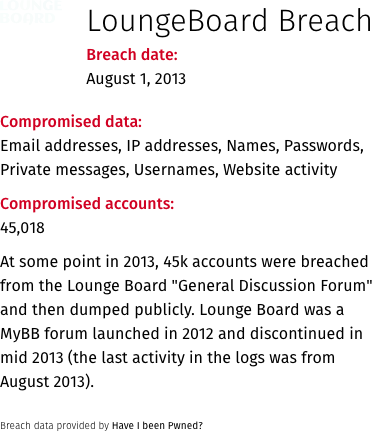 LOUNGE
BOARD
LoungeBoard Breach
Breach date:
August 1, 2013
Compromised data:
Email addresses, IP addresses, Names, Passwords,
Private messages, Usernames, Website activity
Compromised accounts:
45,018
At some point in 2013, 45k accounts were breached
from the Lounge Board "General Discussion Forum"
and then dumped publicly. Lounge Board was a
MyBB forum launched in 2012 and discontinued in
mid 2013 (the last activity in the logs was from
August 2013).
Breach data provided by Have I been Pwned?